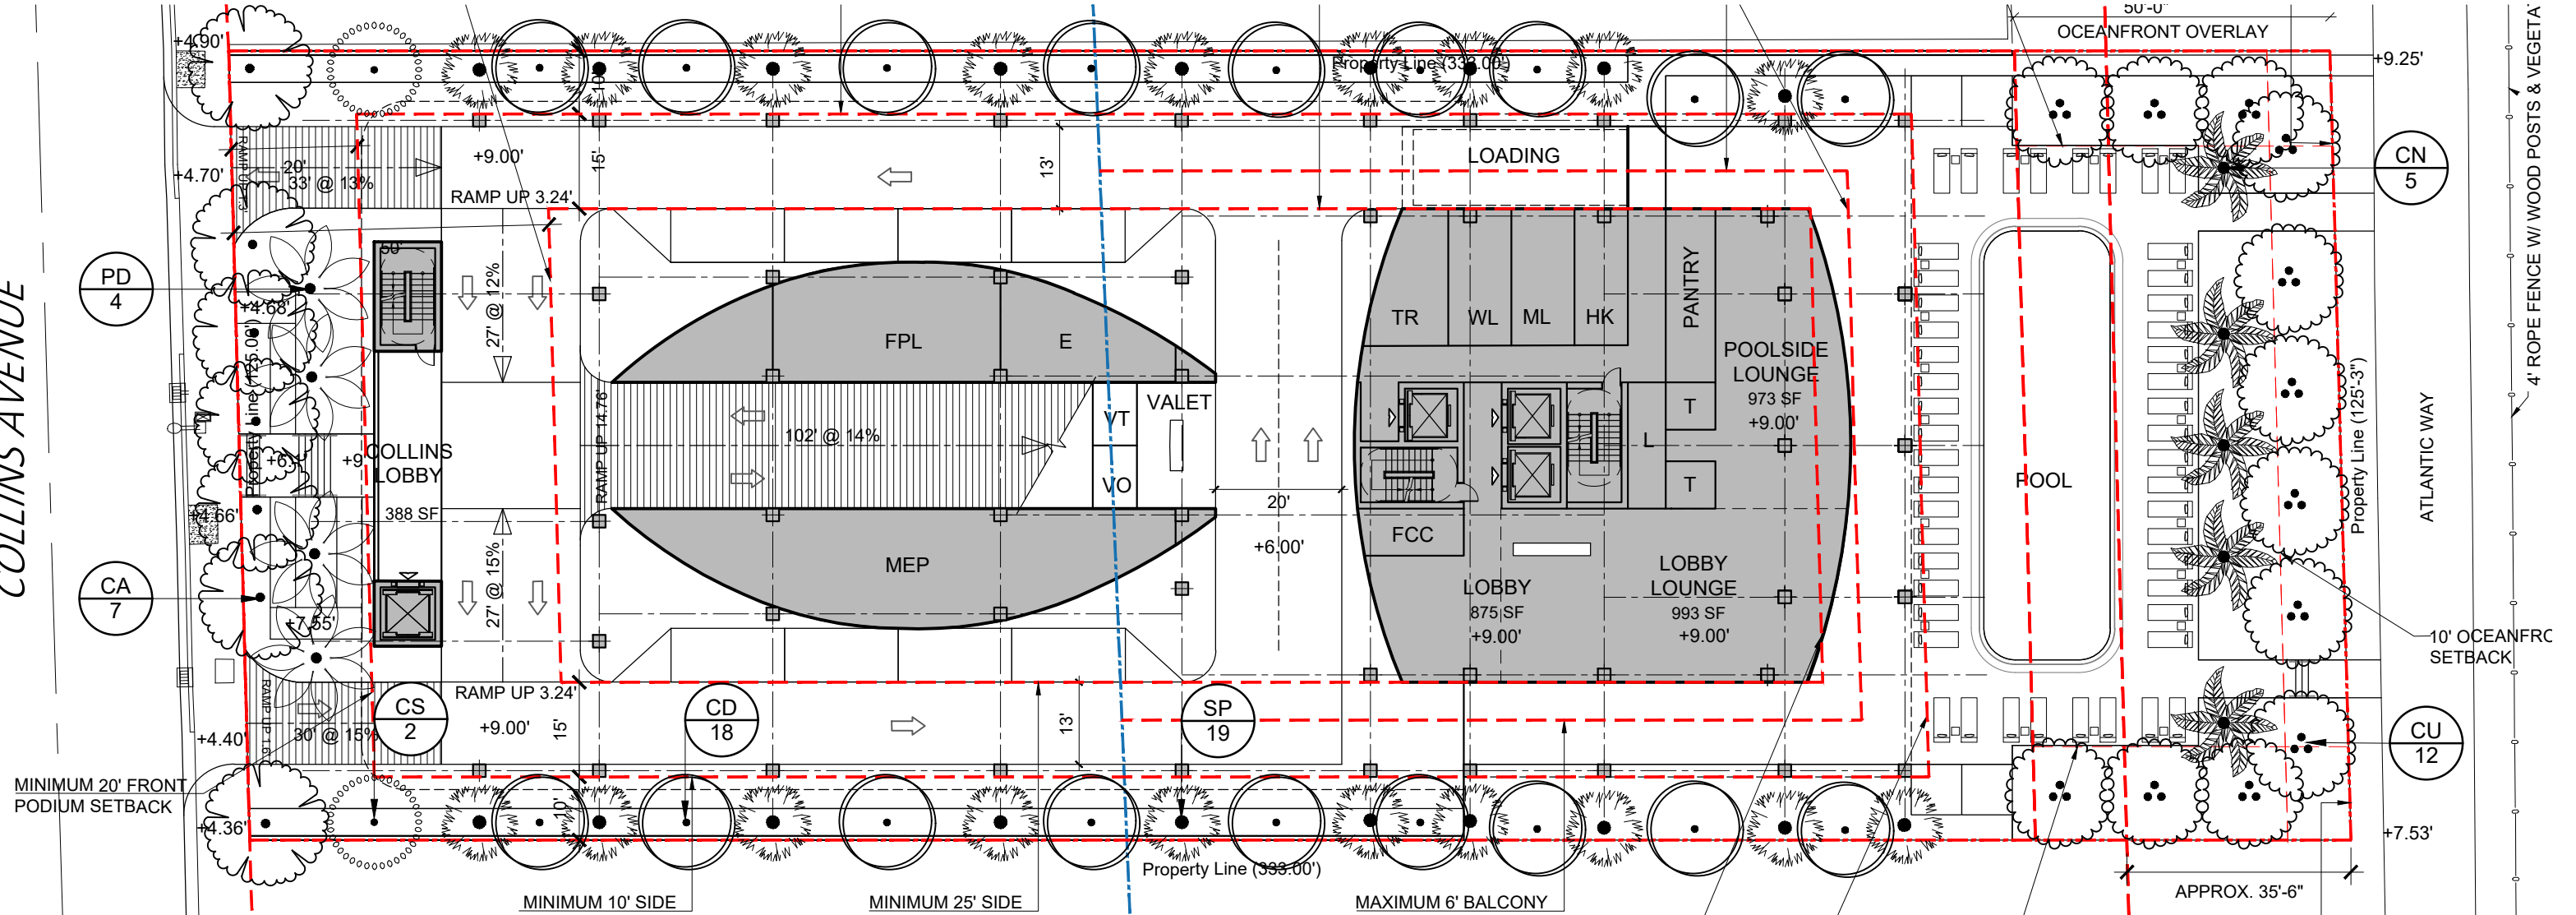 50'-0"
OCEANFRONT OVERLAY
+4.90'
10'
Property Line (333.00')
+9.25'
4' ROPE FENCE W/ WOOD POSTS &
+4.70'
20'
33' @ 13%
+9.00'
15'
13'
LOADING
CN
5
RAMP UP 3.24'
50'
PD
4
+4.68'
27' @ 12%
FPL
E
TR
WL
ML
HK
PANTRY
POOLSIDE
LOUNGE
973 SF
+9.00'
COLLINS AVENUE
Property Line (125.00')
RAMP UP 14.76'
102' @ 14%
VT
VALET
VO
T
L
T
POOL
Property Line (125'-3")
ATLANTIC WAY
+9
COLLINS
LOBBY
388 SF
+4.66'
20'
+6.00'
FCC
CA
7
+7.55'
27' @ 15%
MEP
LOBBY
875 SF
+9.00'
LOBBY
LOUNGE
993 SF
+9.00'
10'
SETBACK
RAMP UP 3.24'
CS
2
CD
18
SP
19
CU
12
+4.40'
30' @ 15%
+9.00'
15'
13'
MINIMUM 20' FRONT
PODIUM SETBACK
+4.36'
10'
+7.53'
Property Line (333.00')
MINIMUM 10' SIDE
MINIMUM 25' SIDE
MAXIMUM 6' BALCONY
APPROX. 35'-6"